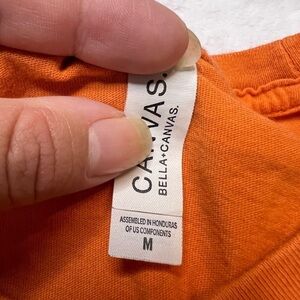 CANVAS.
BELLA+CANVAS.
ASSEMBLED IN HONDURAS
OF US COMPONENTS
M